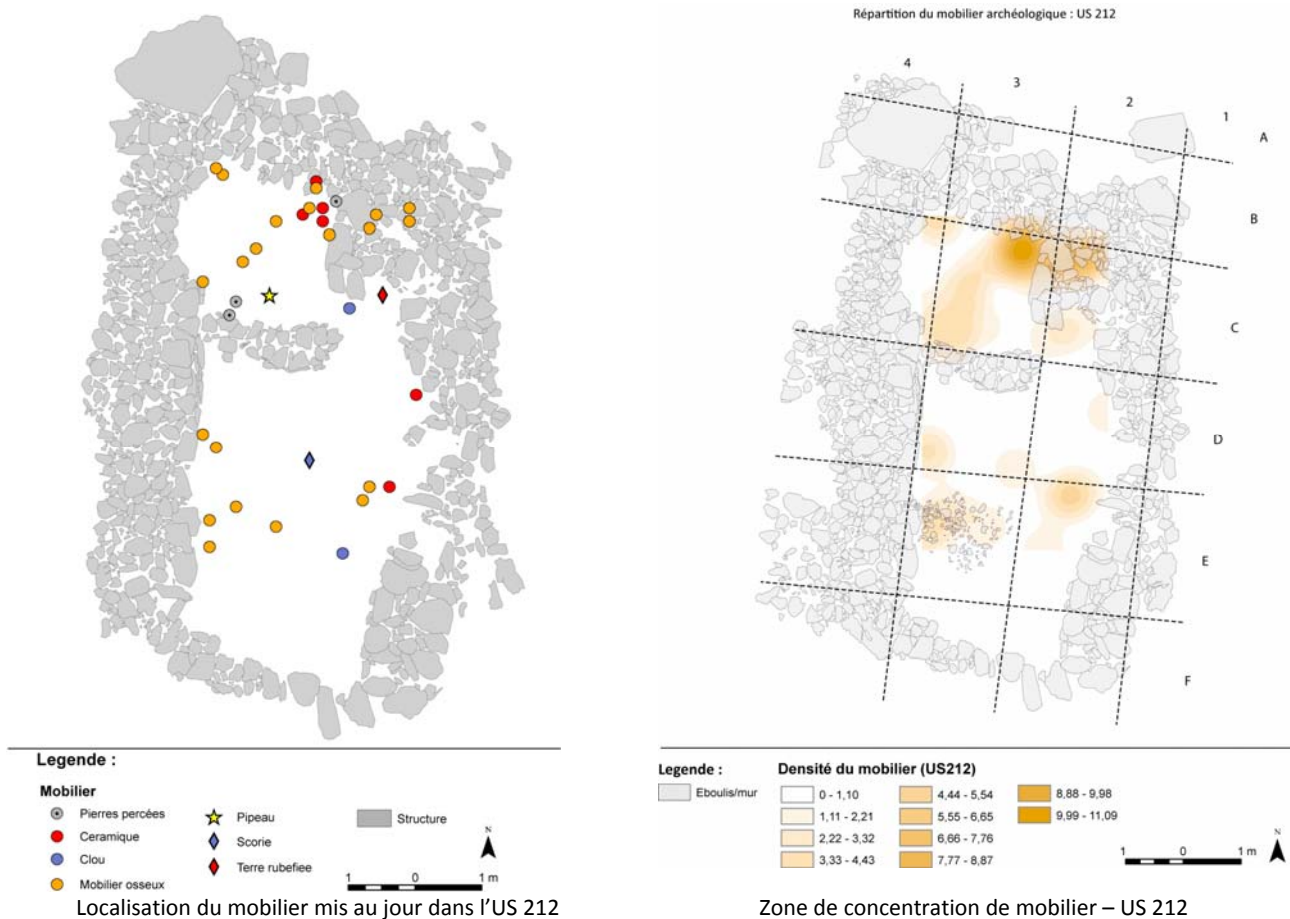 Répartition du mobilier archéologique : US 212
4
3
2
1
A
B
C
D
E
F
Legende :
Mobilier
Pierres percées
Ceramique
Clou
Mobilier osseux
Pipeau
Scorie
Terre rubefiee
Structure
N
1 0 1 m
Localisation du mobilier mis au jour dans l'US 212
Legende :
Eboulis/mur
Densité du mobilier (US212)
0 - 1,10
1,11 - 2,21
2,22 - 3,32
3,33 - 4,43
4,44 - 5,54
5,55 - 6,65
6,66 - 7,76
7,77 - 8,87
8,88 - 9,98
9,99 - 11,09
N
1 0 1 m
Zone de concentration de mobilier – US 212